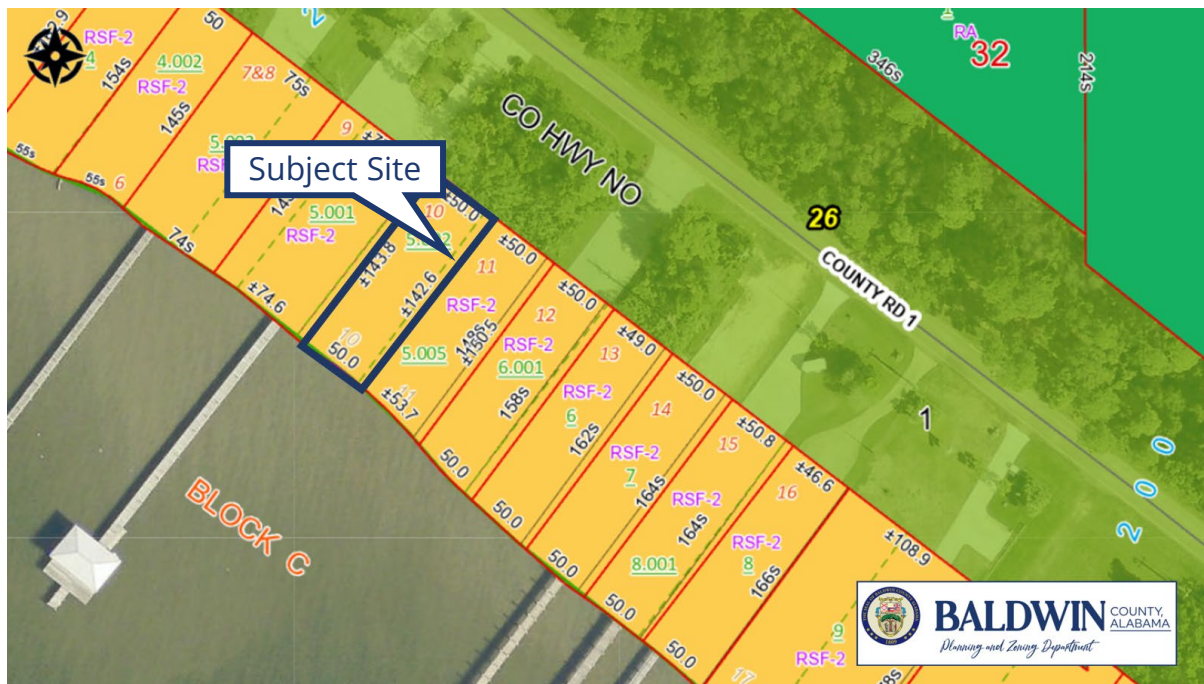 RSF-2
4
154s
50
4.002
RSF-2
145s
7&8
75s
55s
55s
6
74s
9
5.001
RSF-2
±74.6
Subject Site
±50.0
10
±143.8
±142.6
10
50.0
±50.0
11
RSF-2
5.005
148s
±150.5
11
±53.7
±50.0
12
RSF-2
6.001
158s
50.0
±49.0
13
RSF-2
6
162s
50.0
±50.0
14
RSF-2
7
164s
50.0
±50.8
15
RSF-2
8.001
164s
50.0
±46.6
16
RSF-2
8
166s
50.0
±108.9
9
RSF-2
17
CO HWY NO
26
COUNTY RD 1
1
2
2 0 0
RA
32
346s
214s
BLOCK C
BALDWIN COUNTY,
ALABAMA
Planning and Zoning Department